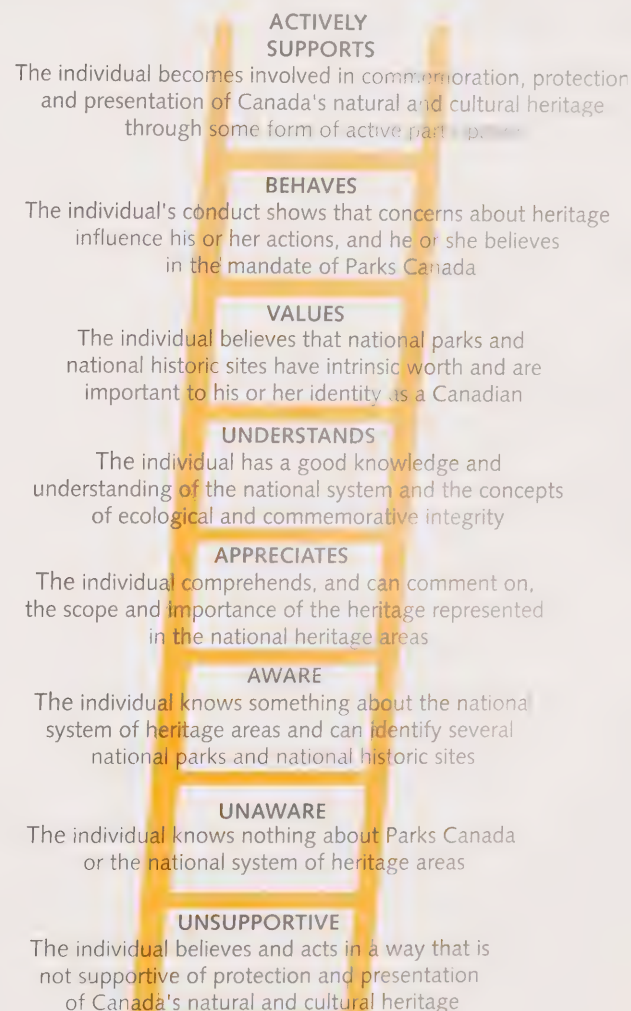 ACTIVELY
SUPPORTS
The individual becomes involved in commemoration, protection
and presentation of Canada's natural and cultural heritage
through some form of active
BEHAVES
The individual's conduct shows that concerns about heritage
influence his or her actions, and he or she believes
in the mandate of Parks Canada
VALUES
The individual believes that national parks and
national historic sites have intrinsic worth and are
important to his or her identity as a Canadian
UNDERSTANDS
The individual has a good knowledge and
understanding of the national system and the concepts
of ecological and commemorative integrity
APPRECIATES
The individual comprehends, and can comment on,
the scope and importance of the heritage represented
in the national heritage areas
AWARE
The individual knows something about the national
system of heritage areas and can identify several
national parks and national historic sites
UNAWARE
The individual knows nothing about Parks Canada
or the national system of heritage areas
UNSUPPORTIVE
The individual believes and acts in a way that is
not supportive of protection and presentation
of Canada's natural and cultural heritage